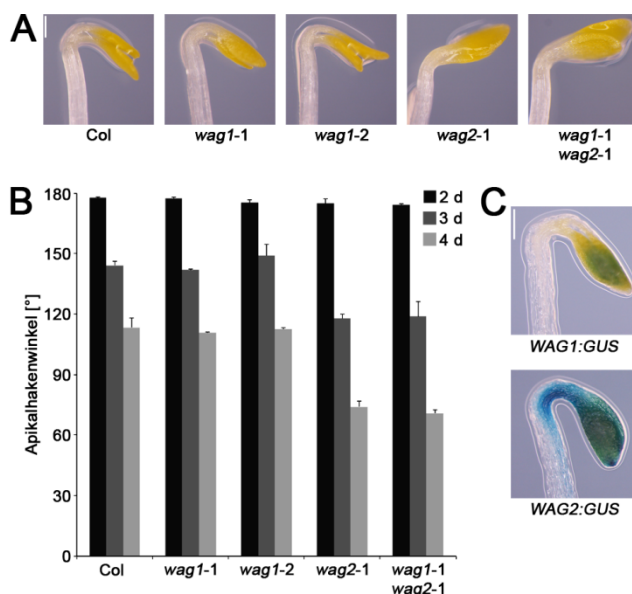 A
Col
wag1-1
wag1-2
wag2-1
wag1-1
wag2-1
B
Apikalhakenwinkel [°]
180
150
120
90
60
30
0
2 d
3 d
4 d
Col
wag1-1
wag1-2
wag2-1
wag1-1
wag2-1
C
WAG1:GUS
WAG2:GUS